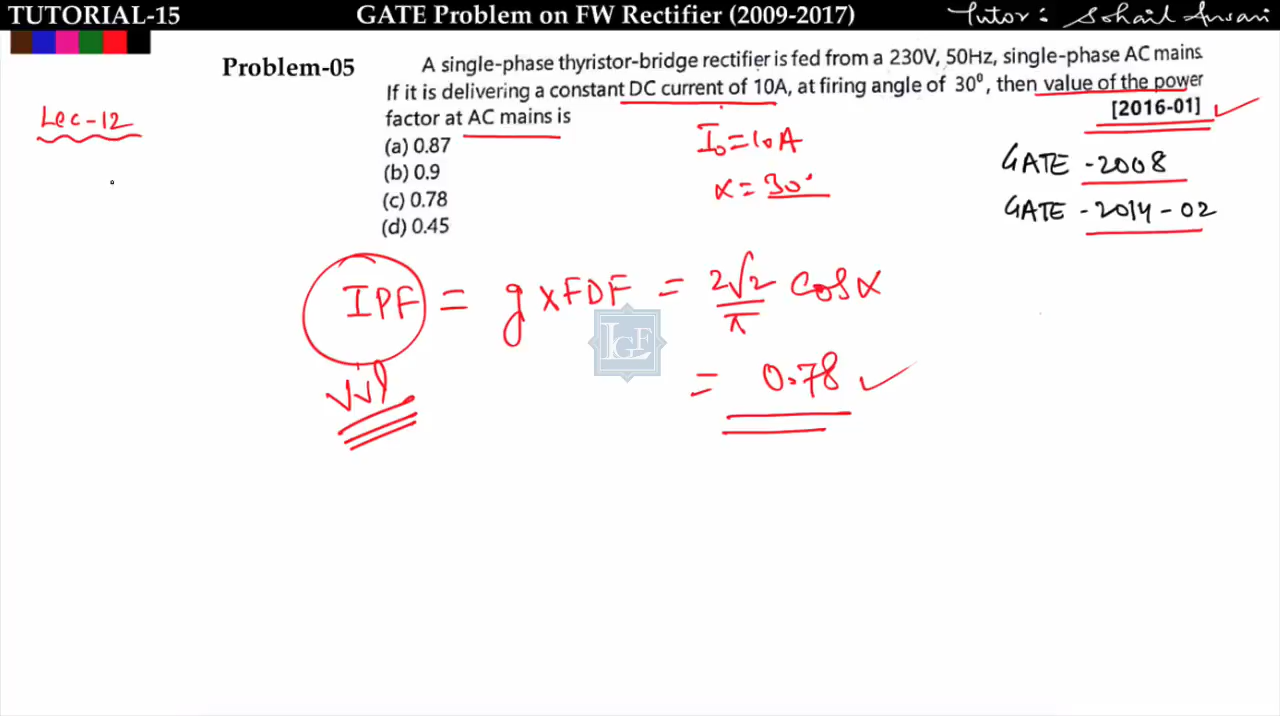 TUTORIAL-15 GATE Problem on FW Rectifier (2009-2017) Tutor: Sohail Ansari
Problem-05 A single-phase thyristor-bridge rectifier is fed from a 230V, 50Hz, single-phase AC mains.
If it is delivering a constant DC current of 10A, at firing angle of 30⁰, then value of the power
factor at AC mains is [2016-01]
Lec-12
(a) 0.87
(b) 0.9
(c) 0.78
(d) 0.45
I₀ = 10A
α = 30°
GATE - 2008
GATE - 2014 - 02
IPF = g x FDF = 2√2/π cosα
= 0.78 ✓
LGF